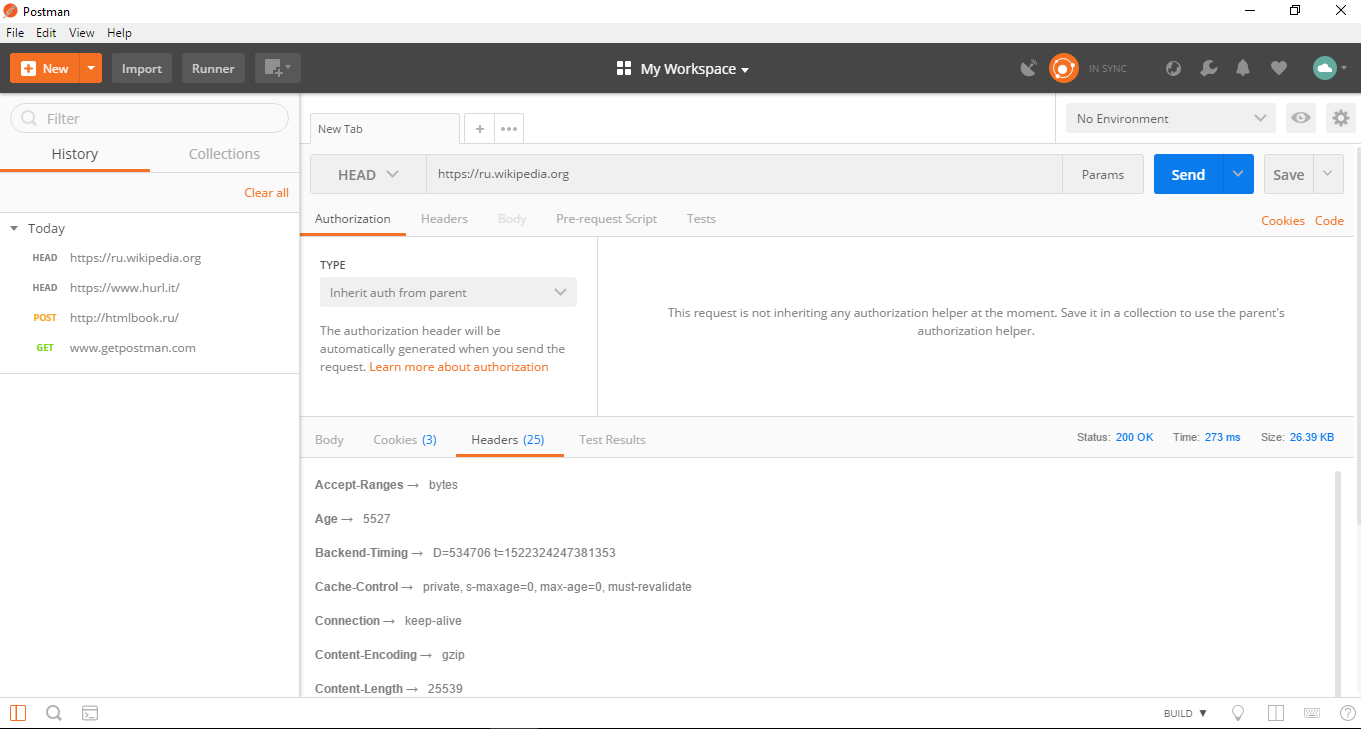 Postman
File Edit View Help
New Import Runner My Workspace IN SYNC
Filter
History Collections
Clear all
Today
HEAD https://ru.wikipedia.org
HEAD https://www.hurl.it/
POST http://htmlbook.ru/
GET www.getpostman.com
New Tab + ••• No Environment
HEAD https://ru.wikipedia.org Params Send Save
Authorization Headers Body Pre-request Script Tests Cookies Code
TYPE
Inherit auth from parent
The authorization header will be
automatically generated when you send the
request. Learn more about authorization
This request is not inheriting any authorization helper at the moment. Save it in a collection to use the parent's
authorization helper.
Body Cookies (3) Headers (25) Test Results Status: 200 OK Time: 273 ms Size: 26.39 KB
Accept-Ranges → bytes
Age → 5527
Backend-Timing → D=534706 t=1522324247381353
Cache-Control → private, s-maxage=0, max-age=0, must-revalidate
Connection → keep-alive
Content-Encoding → gzip
Content-Length → 25539
BUILD ▼